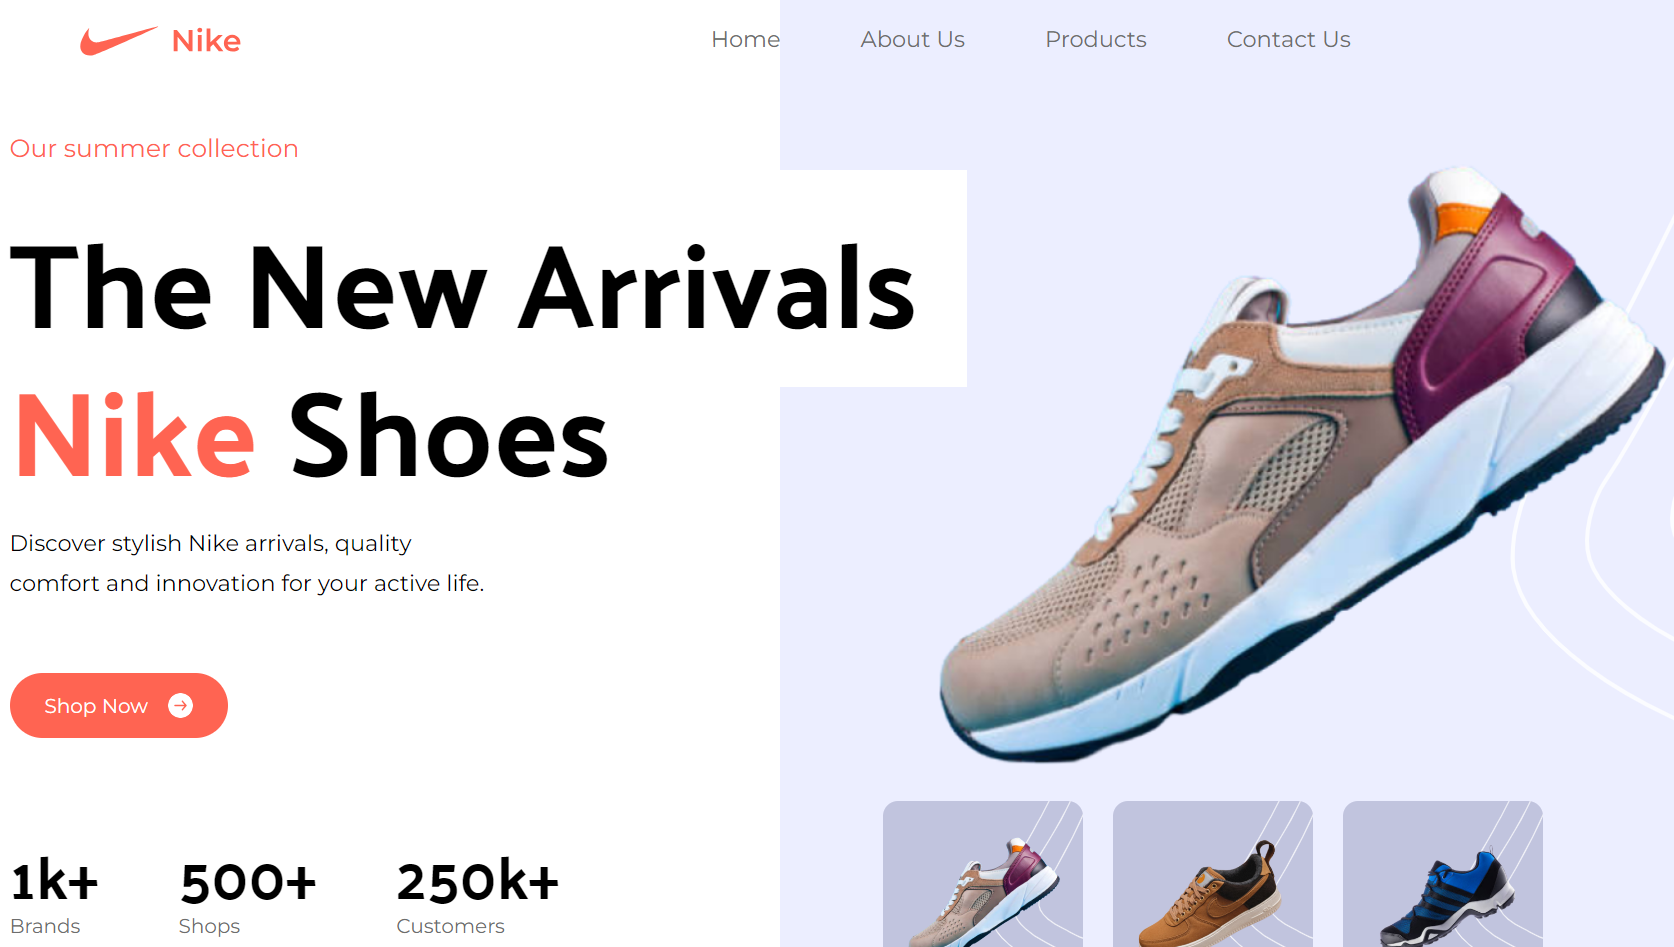 Nike
Home
About Us
Products
Contact Us
Our summer collection
The New Arrivals
Nike Shoes
Discover stylish Nike arrivals, quality
comfort and innovation for your active life.
Shop Now
1k+
Brands
500+
Shops
250k+
Customers